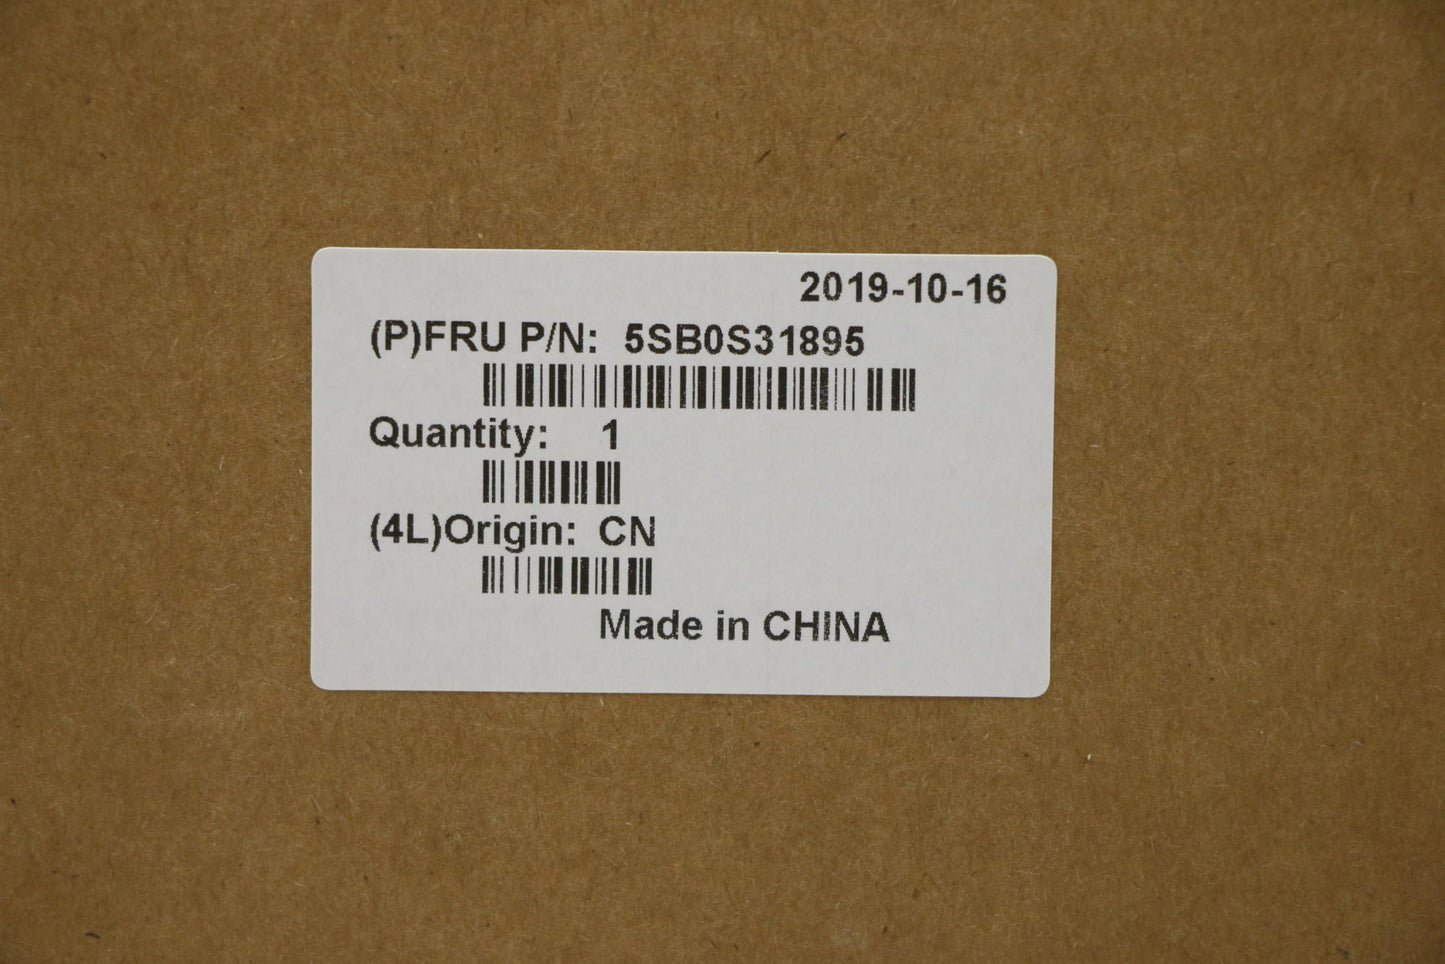 2019-10-16
(P)FRU P/N: 5SB0S31895
Quantity: 1
(4L)Origin: CN
Made in CHINA